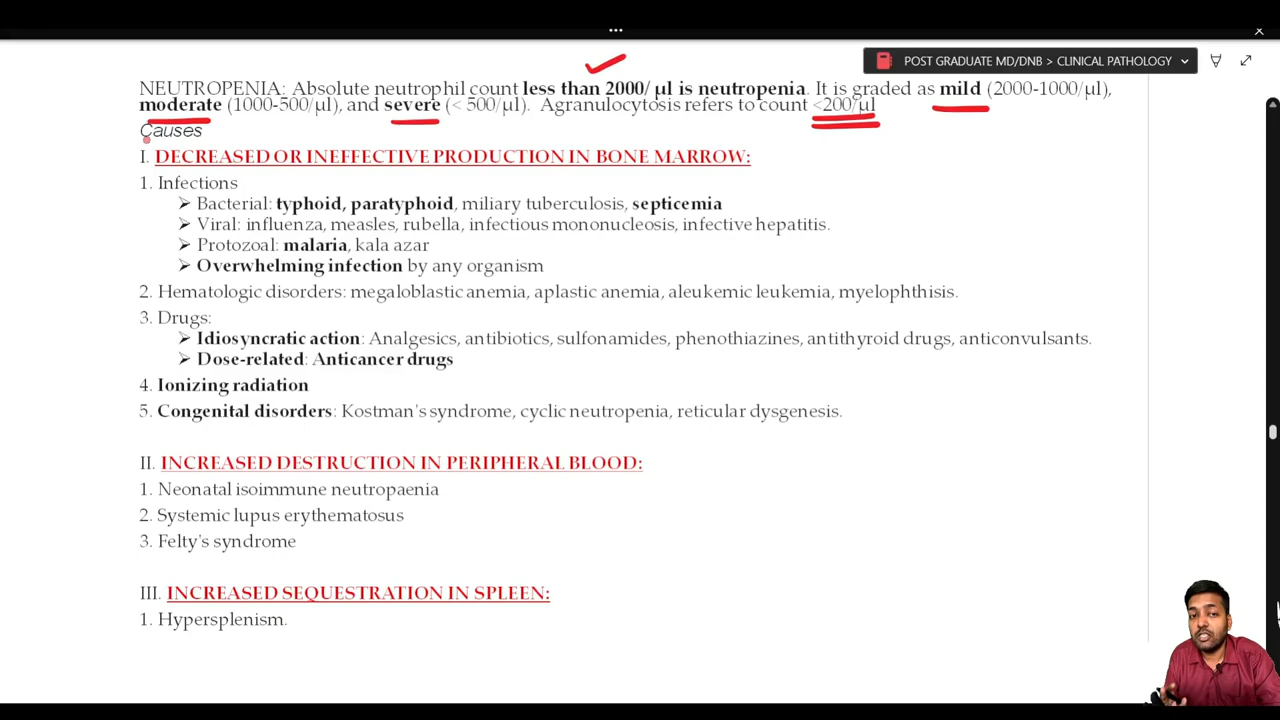 ...
POST GRADUATE MD/DNB > CLINICAL PATHOLOGY
NEUTROPENIA: Absolute neutrophil count less than 2000/ µl is neutropenia. It is graded as mild (2000-1000/µl),
moderate (1000-500/µl), and severe (< 500/µl). Agranulocytosis refers to count <200/µl
Causes
I. DECREASED OR INEFFECTIVE PRODUCTION IN BONE MARROW:
1. Infections
➢ Bacterial: typhoid, paratyphoid, miliary tuberculosis, septicemia
➢ Viral: influenza, measles, rubella, infectious mononucleosis, infective hepatitis.
➢ Protozoal: malaria, kala azar
➢ Overwhelming infection by any organism
2. Hematologic disorders: megaloblastic anemia, aplastic anemia, aleukemic leukemia, myelophthisis.
3. Drugs:
➢ Idiosyncratic action: Analgesics, antibiotics, sulfonamides, phenothiazines, antithyroid drugs, anticonvulsants.
➢ Dose-related: Anticancer drugs
4. Ionizing radiation
5. Congenital disorders: Kostman's syndrome, cyclic neutropenia, reticular dysgenesis.
II. INCREASED DESTRUCTION IN PERIPHERAL BLOOD:
1. Neonatal isoimmune neutropaenia
2. Systemic lupus erythematosus
3. Felty's syndrome
III. INCREASED SEQUESTRATION IN SPLEEN:
1. Hypersplenism.